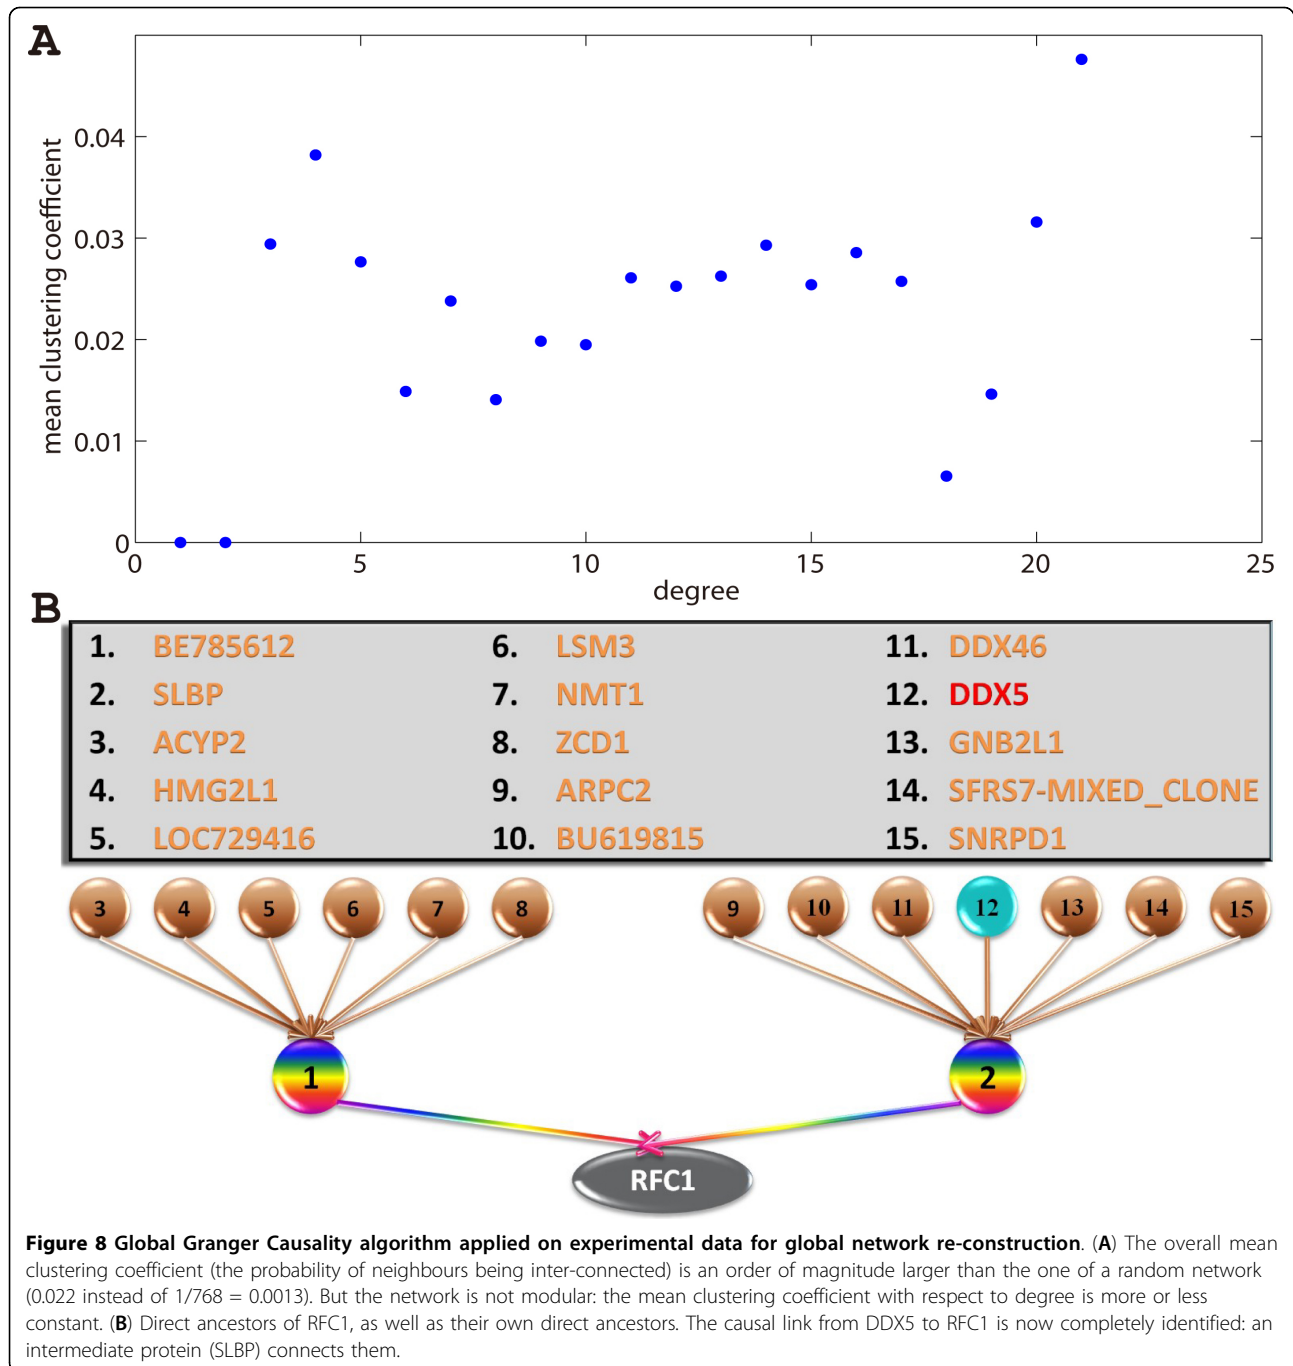 A
mean clustering coefficient
0.04
0.03
0.02
0.01
0
0 5 10 15 20 25
degree
B
1. BE785612 6. LSM3 11. DDX46
2. SLBP 7. NMT1 12. DDX5
3. ACYP2 8. ZCD1 13. GNB2L1
4. HMG2L1 9. ARPC2 14. SFRS7-MIXED_CLONE
5. LOC729416 10. BU619815 15. SNRPD1
3 4 5 6 7 8 9 10 11 12 13 14 15
1 2
RFC1
Figure 8 Global Granger Causality algorithm applied on experimental data for global network re-construction. (A) The overall mean
clustering coefficient (the probability of neighbours being inter-connected) is an order of magnitude larger than the one of a random network
(0.022 instead of 1/768 = 0.0013). But the network is not modular: the mean clustering coefficient with respect to degree is more or less
constant. (B) Direct ancestors of RFC1, as well as their own direct ancestors. The causal link from DDX5 to RFC1 is now completely identified: an
intermediate protein (SLBP) connects them.